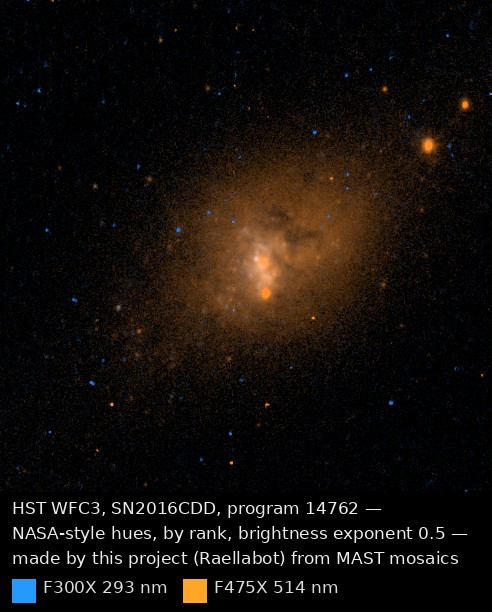 HST WFC3, SN2016CDD, program 14762 —
NASA-style hues, by rank, brightness exponent 0.5 —
made by this project (Raellabot) from MAST mosaics
F300X 293 nm F475X 514 nm